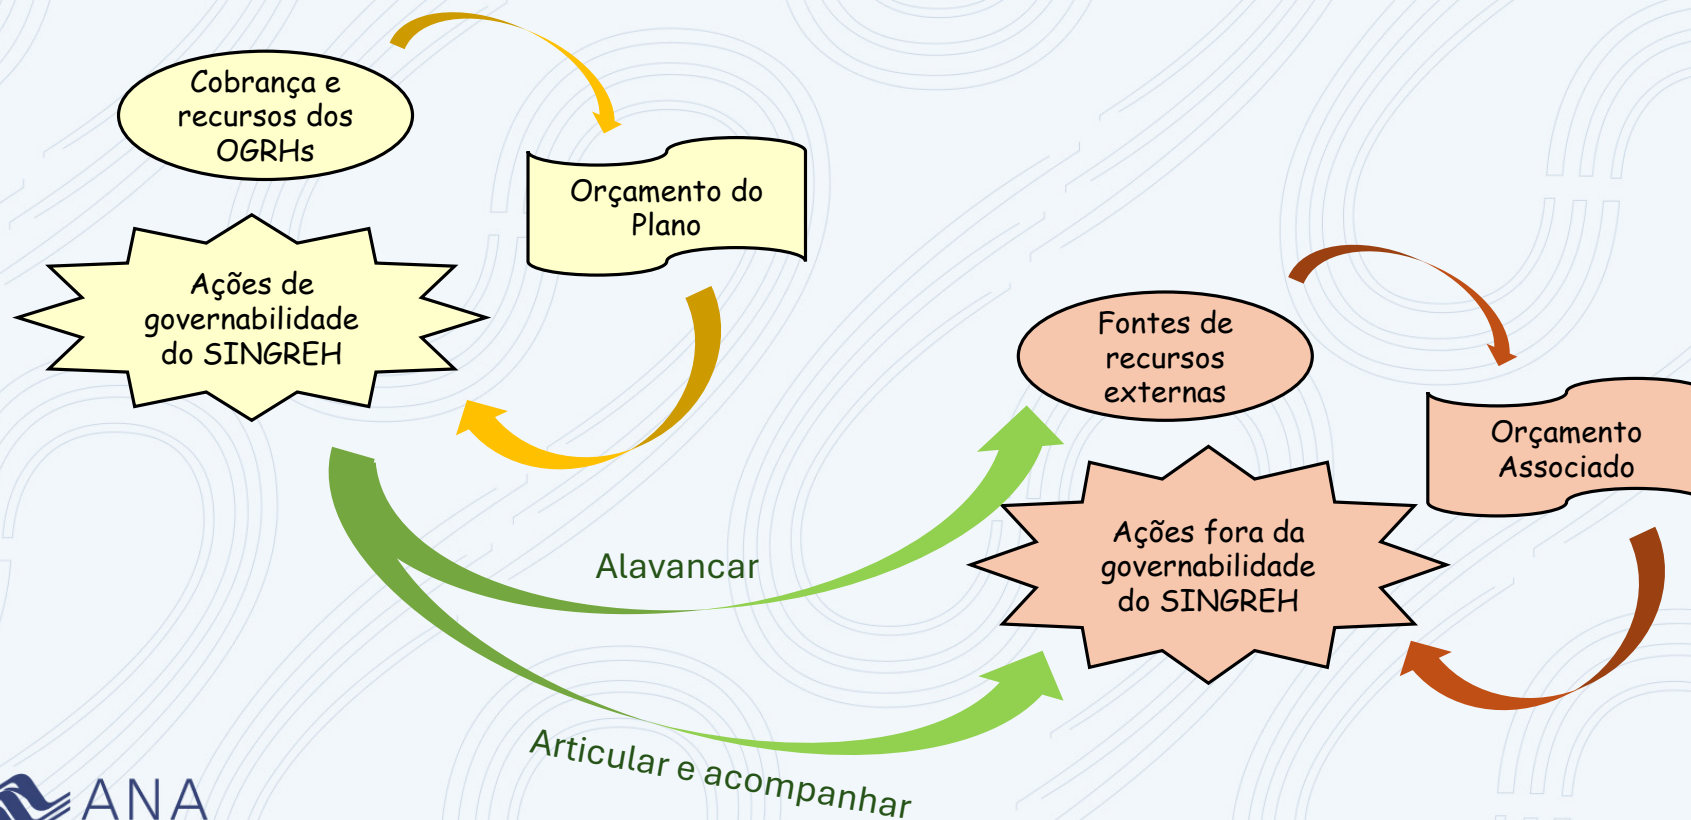 Cobrança e
recursos dos
OGRHs
Orçamento do
Plano
Ações de
governabilidade
do SINGREH
Fontes de
recursos
externas
Orçamento
Associado
Ações fora da
governabilidade
do SINGREH
Alavancar
Articular e acompanhar
ANA